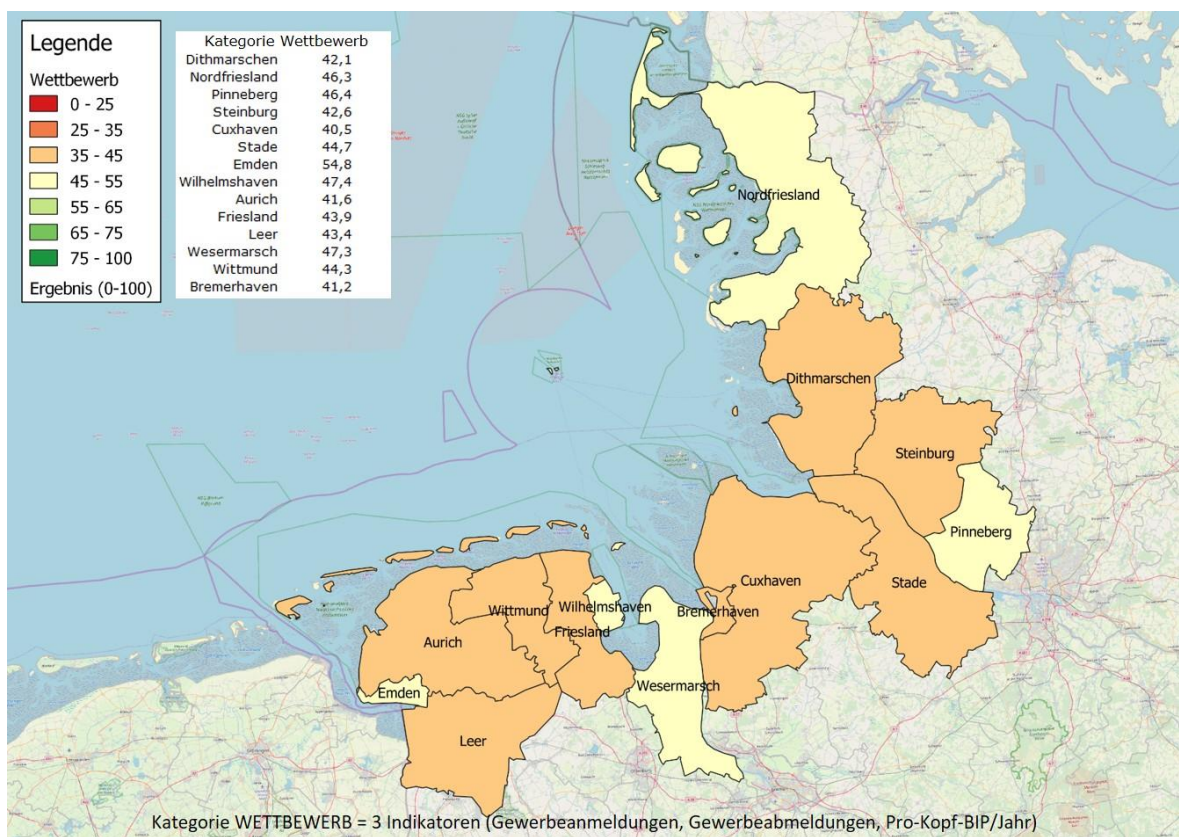 Legende
Wettbewerb
0 - 25
25 - 35
35 - 45
45 - 55
55 - 65
65 - 75
75 - 100
Ergebnis (0-100)
Kategorie Wettbewerb
Dithmarschen 42,1
Nordfriesland 46,3
Pinneberg 46,4
Steinburg 42,6
Cuxhaven 40,5
Stade 44,7
Emden 54,8
Wilhelmshaven 47,4
Aurich 41,6
Friesland 43,9
Leer 43,4
Wesermarsch 47,3
Wittmund 44,3
Bremerhaven 41,2
Nordfriesland
Dithmarschen
Steinburg
Pinneberg
Stade
Cuxhaven
Bremerhaven
Wilhelmshaven
Wittmund
Friesland
Aurich
Wesermarsch
Emden
Leer
Kategorie WETTBEWERB = 3 Indikatoren (Gewerbeanmeldungen, Gewerbeabmeldungen, Pro-Kopf-BIP/Jahr)